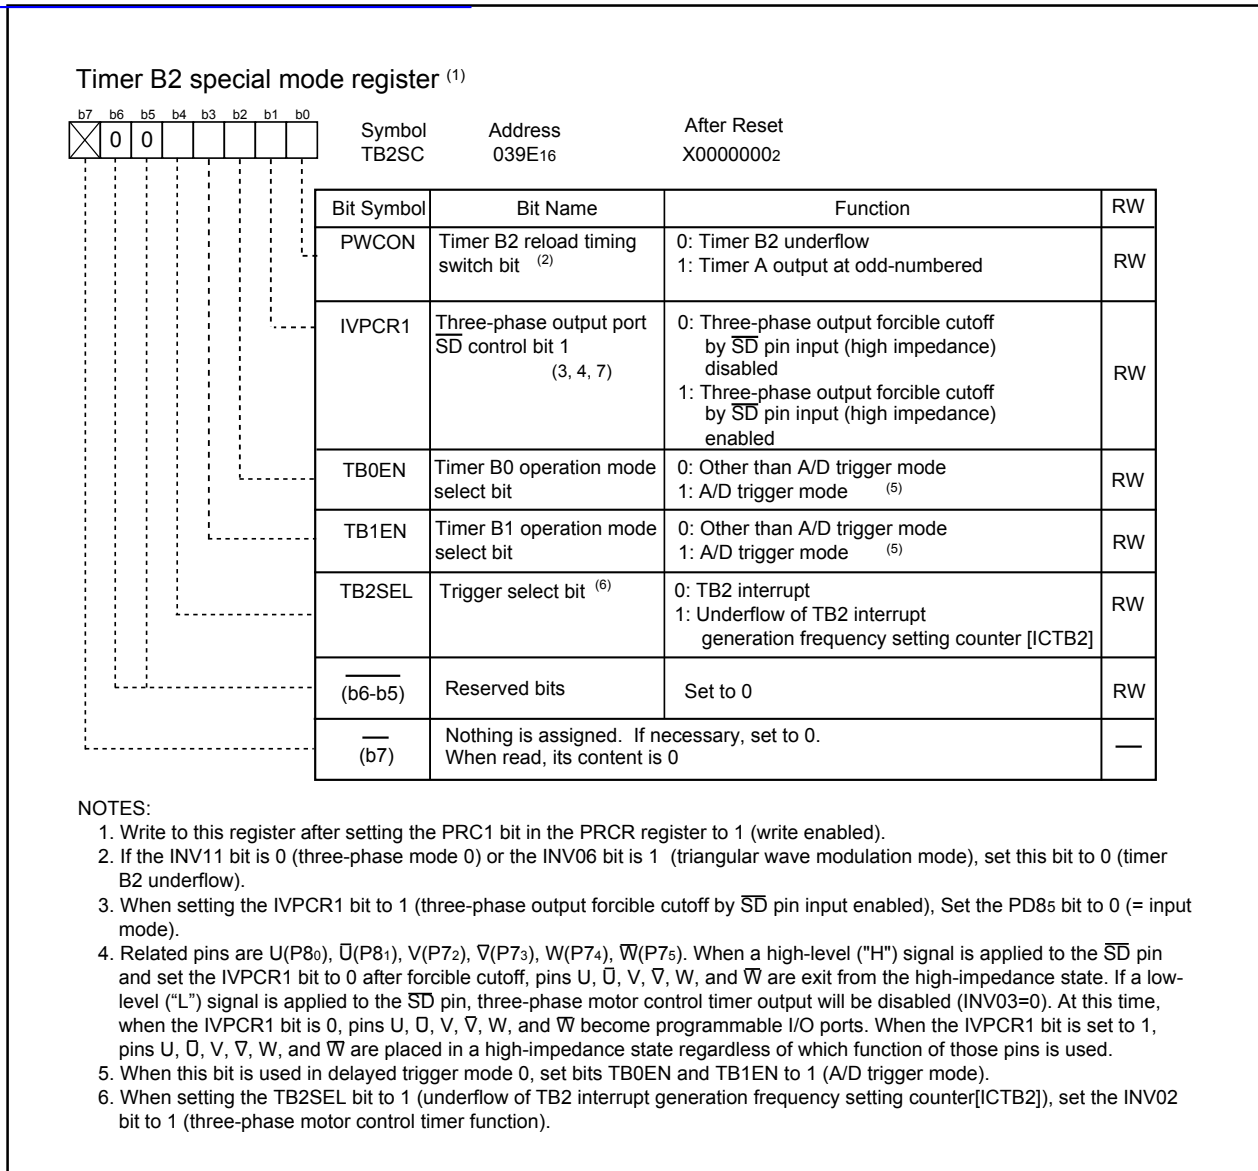 Timer B2 special mode register (1)
b7 b6 b5 b4 b3 b2 b1 b0
0 0
Symbol Address After Reset
TB2SC 039E16 X00000002
Bit Symbol Bit Name Function RW
PWCON Timer B2 reload timing 0: Timer B2 underflow
switch bit (2) 1: Timer A output at odd-numbered RW
IVPCR1 Three-phase output port 0: Three-phase output forcible cutoff
S̅D̅ control bit 1 by S̅D̅ pin input (high impedance)
(3, 4, 7) disabled RW
1: Three-phase output forcible cutoff
by S̅D̅ pin input (high impedance)
enabled
TB0EN Timer B0 operation mode 0: Other than A/D trigger mode
select bit 1: A/D trigger mode (5) RW
TB1EN Timer B1 operation mode 0: Other than A/D trigger mode
select bit 1: A/D trigger mode (5) RW
TB2SEL Trigger select bit (6) 0: TB2 interrupt
1: Underflow of TB2 interrupt RW
generation frequency setting counter [ICTB2]
(b6-b5) Reserved bits Set to 0 RW
(b7) Nothing is assigned. If necessary, set to 0. —
When read, its content is 0
NOTES:
1. Write to this register after setting the PRC1 bit in the PRCR register to 1 (write enabled).
2. If the INV11 bit is 0 (three-phase mode 0) or the INV06 bit is 1 (triangular wave modulation mode), set this bit to 0 (timer
B2 underflow).
3. When setting the IVPCR1 bit to 1 (three-phase output forcible cutoff by S̅D̅ pin input enabled), Set the PD85 bit to 0 (= input
mode).
4. Related pins are U(P80), U̅(P81), V(P72), V̅(P73), W(P74), W̅(P75). When a high-level ("H") signal is applied to the S̅D̅ pin
and set the IVPCR1 bit to 0 after forcible cutoff, pins U, U̅, V, V̅, W, and W̅ are exit from the high-impedance state. If a low-
level (“L”) signal is applied to the S̅D̅ pin, three-phase motor control timer output will be disabled (INV03=0). At this time,
when the IVPCR1 bit is 0, pins U, U̅, V, V̅, W, and W̅ become programmable I/O ports. When the IVPCR1 bit is set to 1,
pins U, U̅, V, V̅, W, and W̅ are placed in a high-impedance state regardless of which function of those pins is used.
5. When this bit is used in delayed trigger mode 0, set bits TB0EN and TB1EN to 1 (A/D trigger mode).
6. When setting the TB2SEL bit to 1 (underflow of TB2 interrupt generation frequency setting counter[ICTB2]), set the INV02
bit to 1 (three-phase motor control timer function).